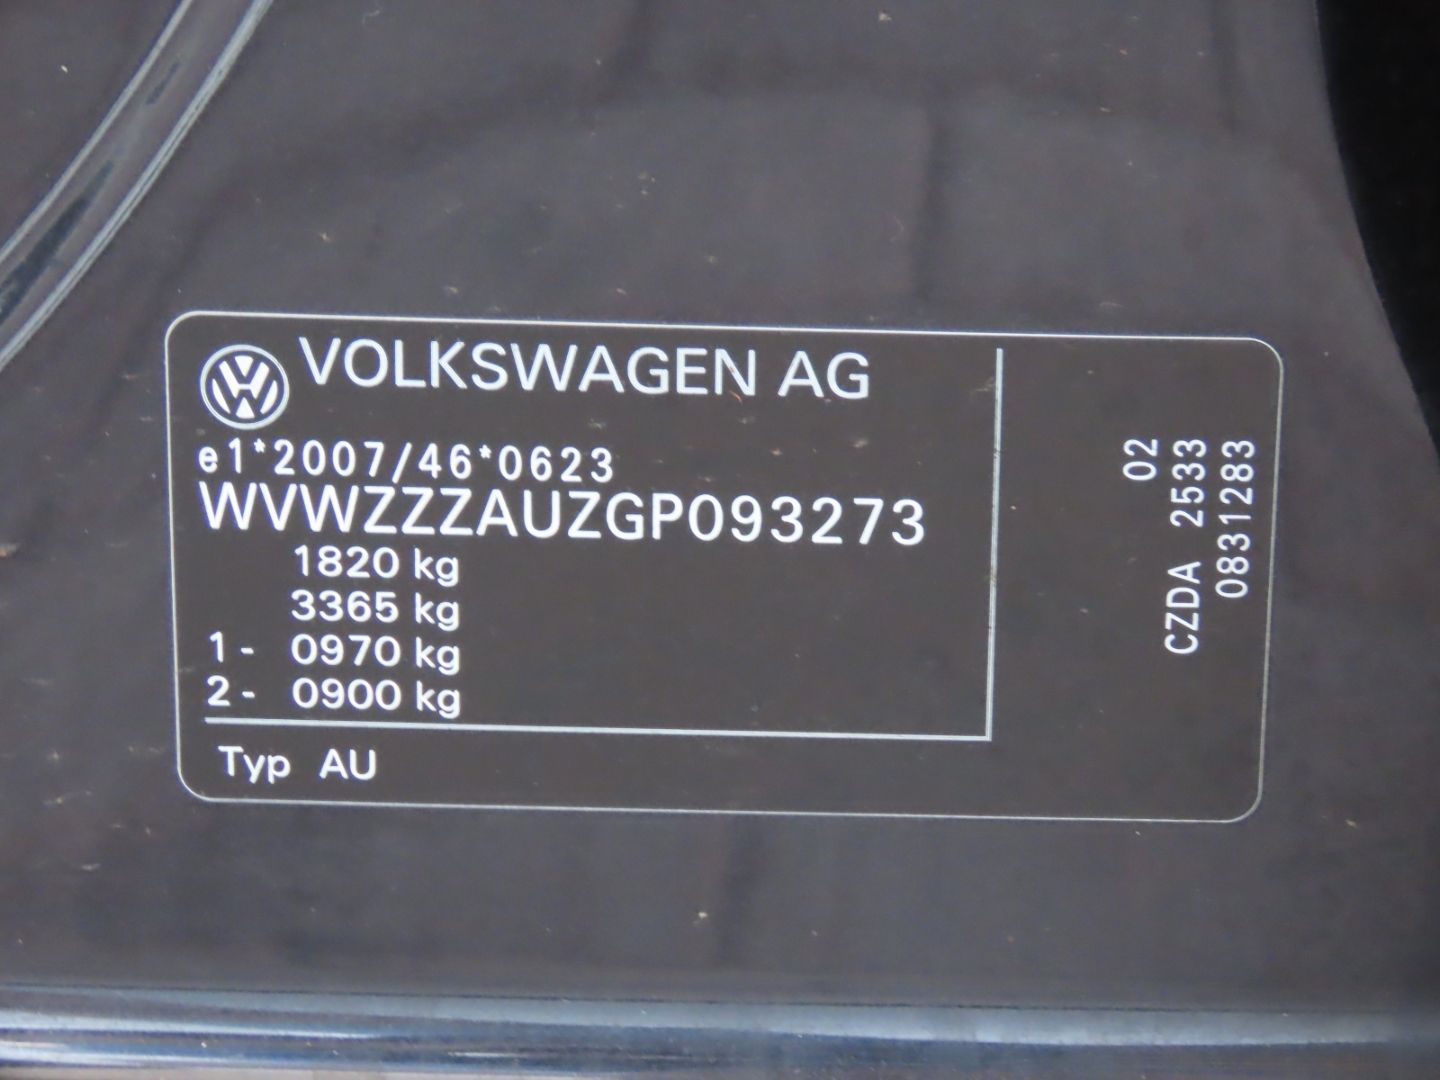 VOLKSWAGEN AG
e1*2007/46*0623
WVWZZZAUZGP093273
1820 kg
3365 kg
1- 0970 kg
2- 0900 kg
Typ AU
02
CZDA 2533
0831283